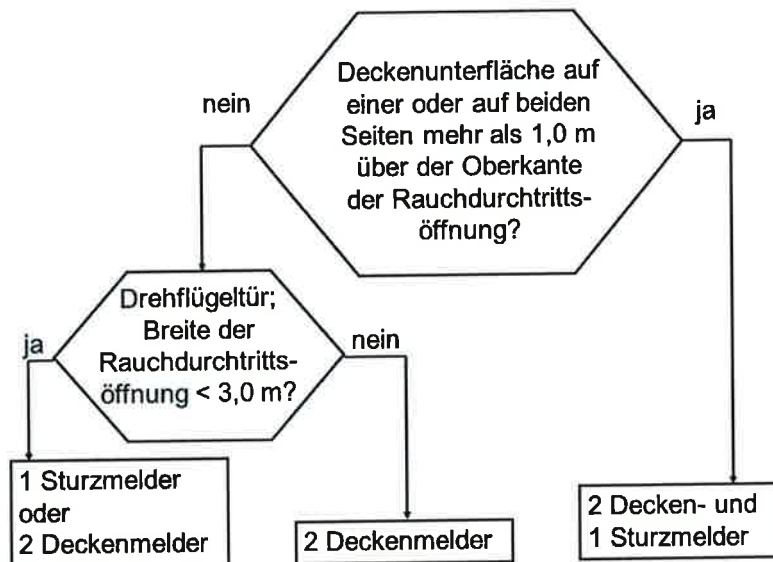 Deckenunterfläche auf
einer oder auf beiden
Seiten mehr als 1,0 m
über der Oberkante
der Rauchdurchtritts-
öffnung?
nein
ja
Drehflügeltür;
Breite der
Rauchdurchtritts-
öffnung < 3,0 m?
ja
nein
1 Sturzmelder
oder
2 Deckenmelder
2 Deckenmelder
2 Decken- und
1 Sturzmelder